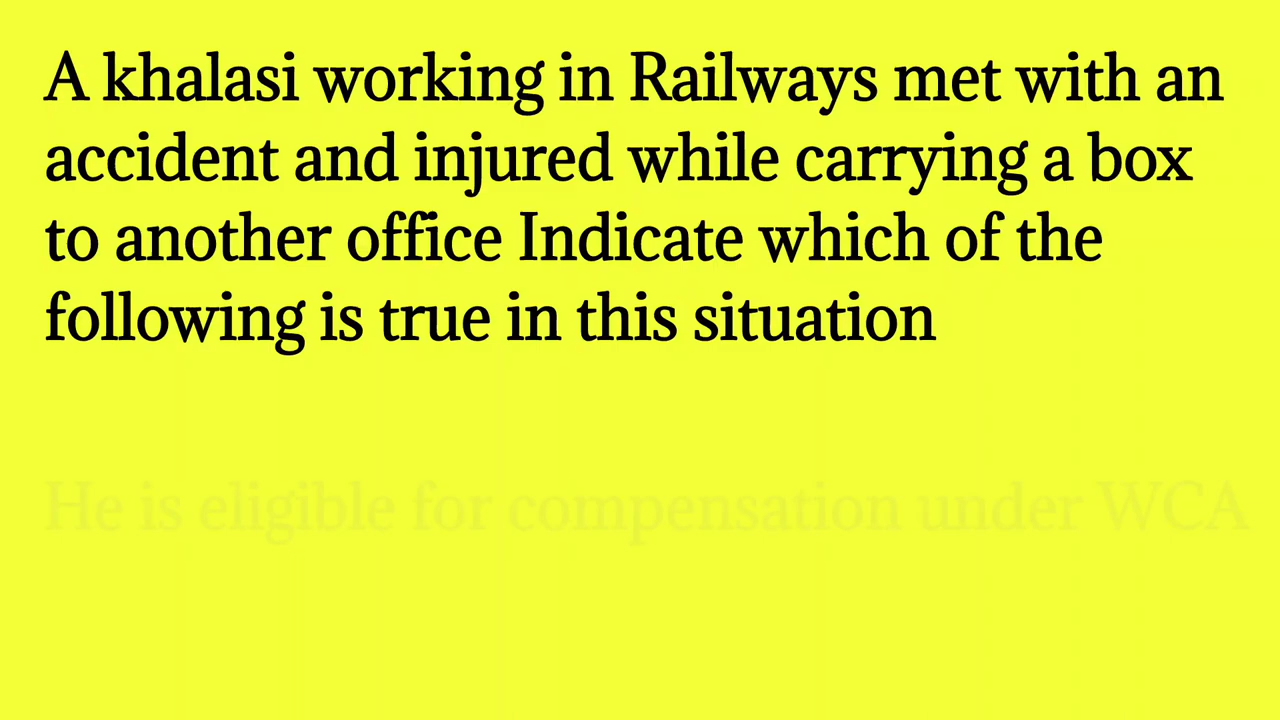 A khalasi working in Railways met with an
accident and injured while carrying a box
to another office Indicate which of the
following is true in this situation
He is eligible for compensation under WCA